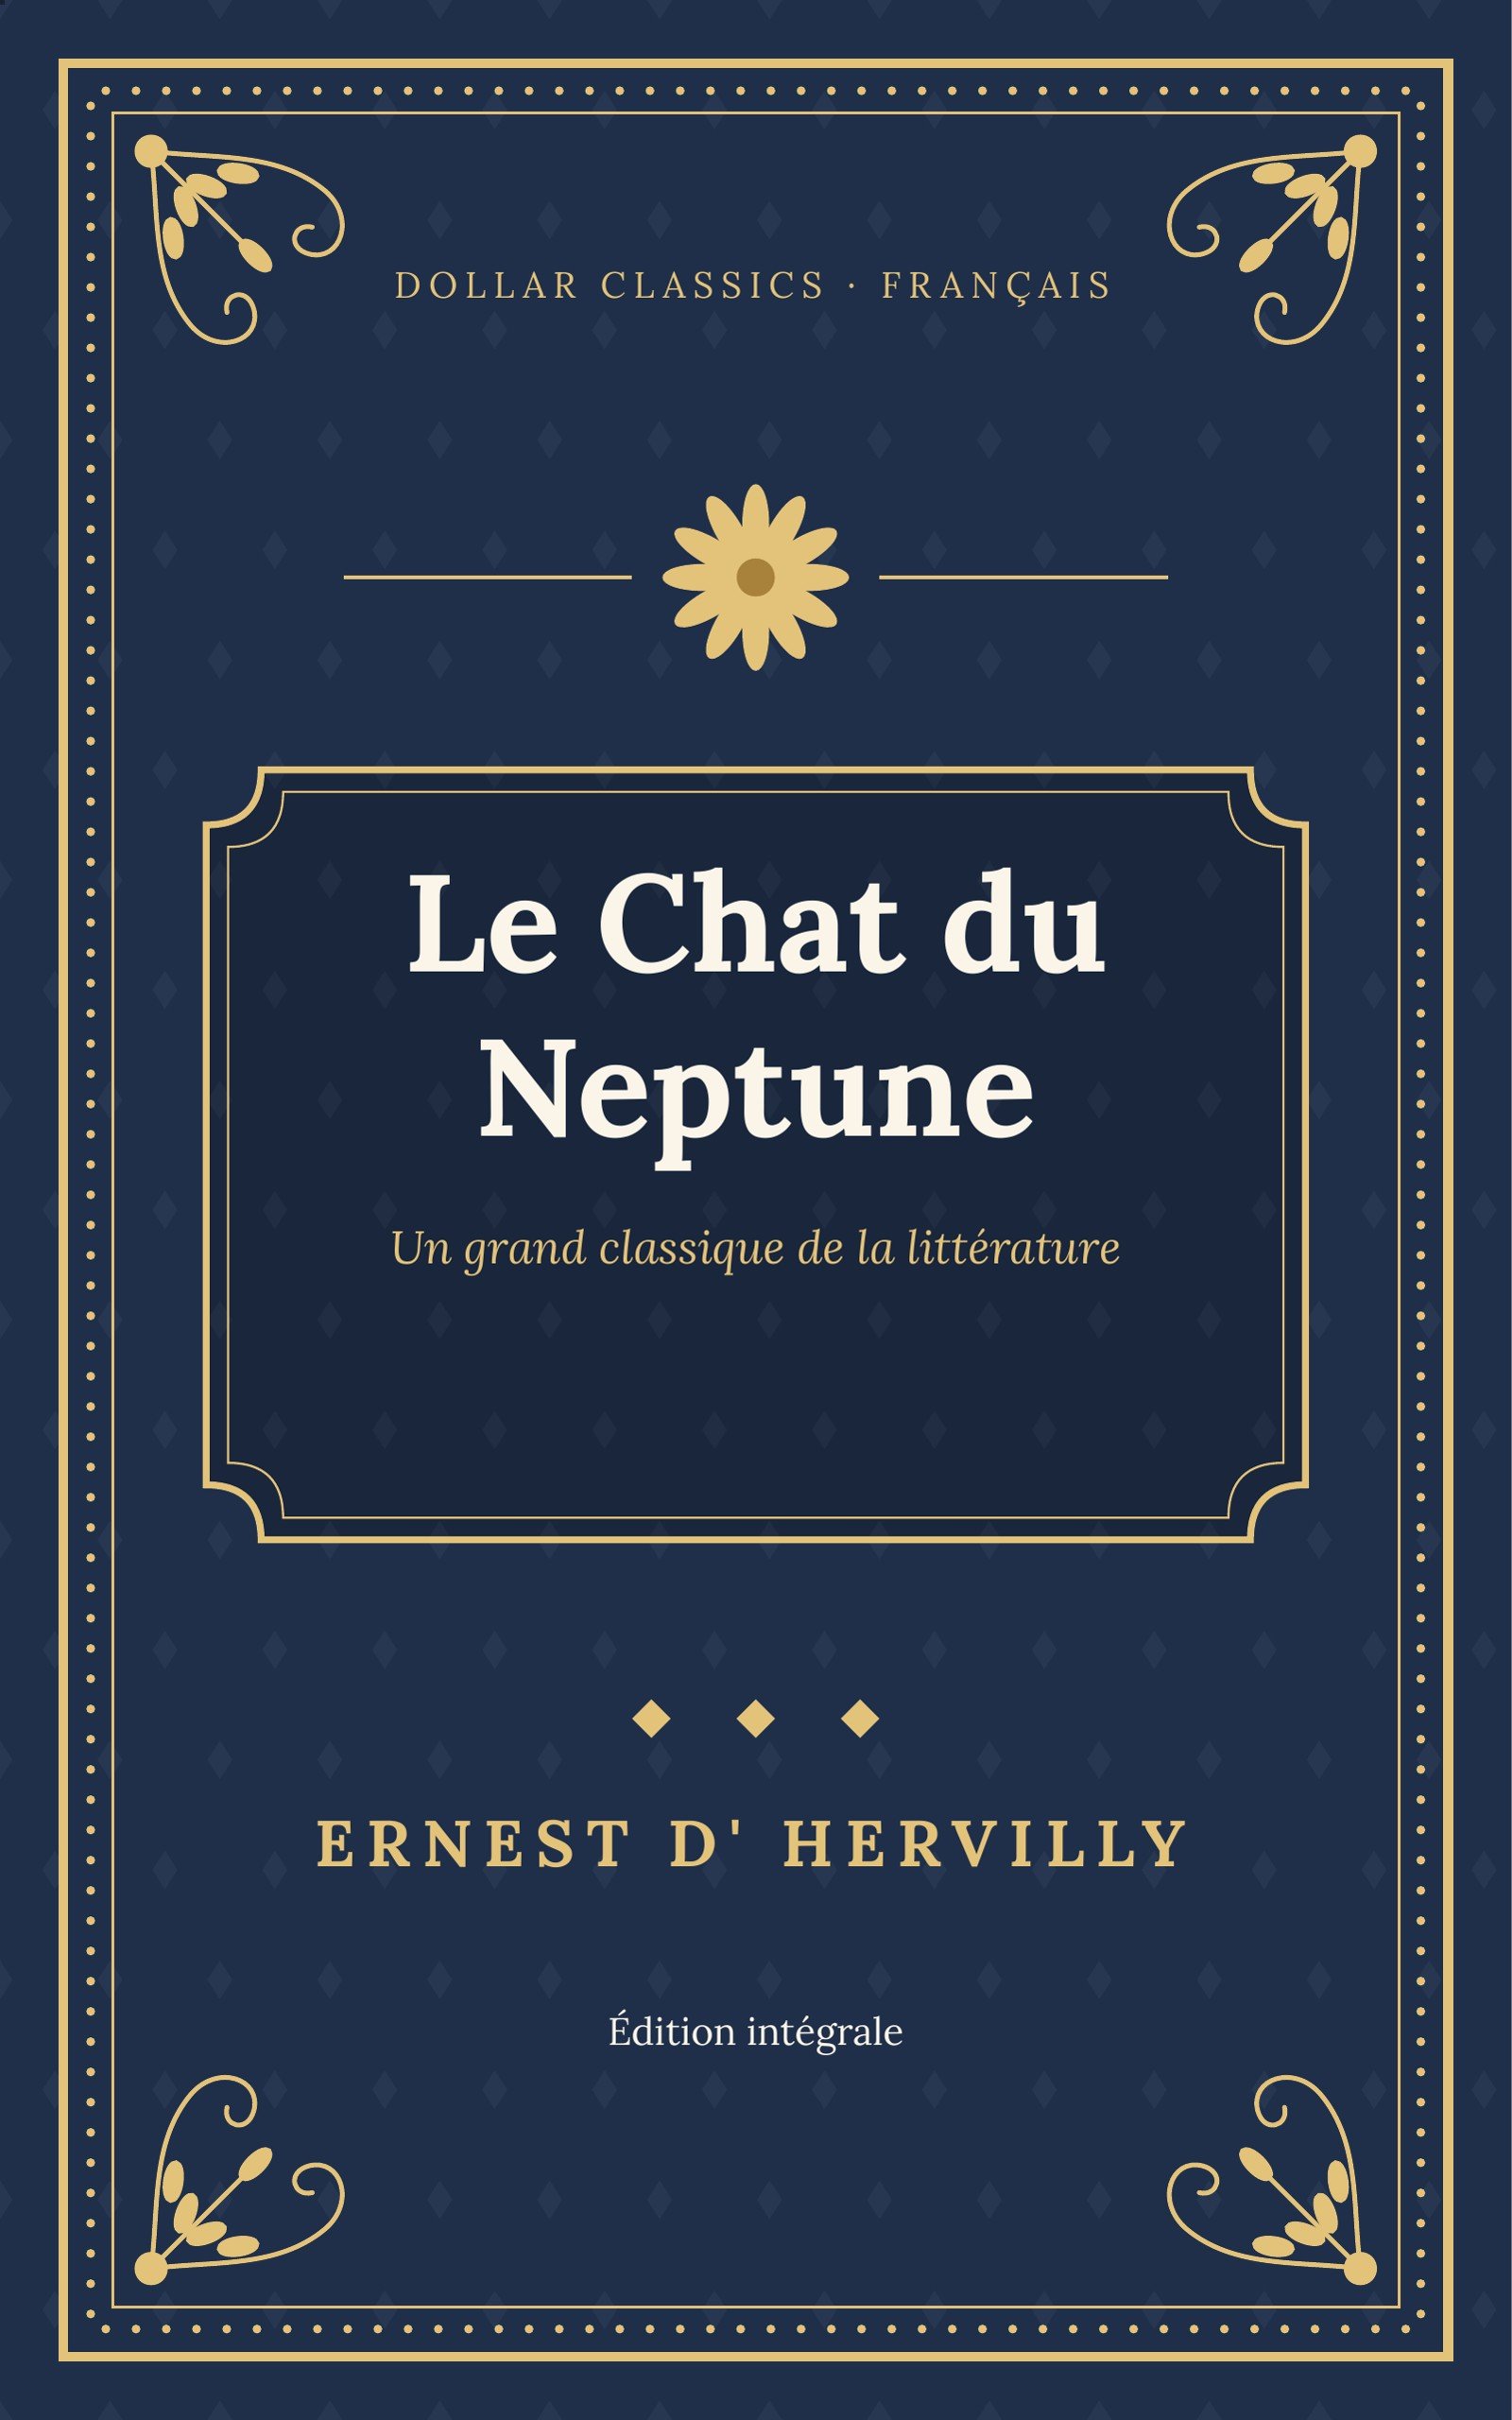 DOLLAR CLASSICS · FRANÇAIS
Le Chat du
Neptune
Un grand classique de la littérature
ERNEST D' HERVILLY
Édition intégrale